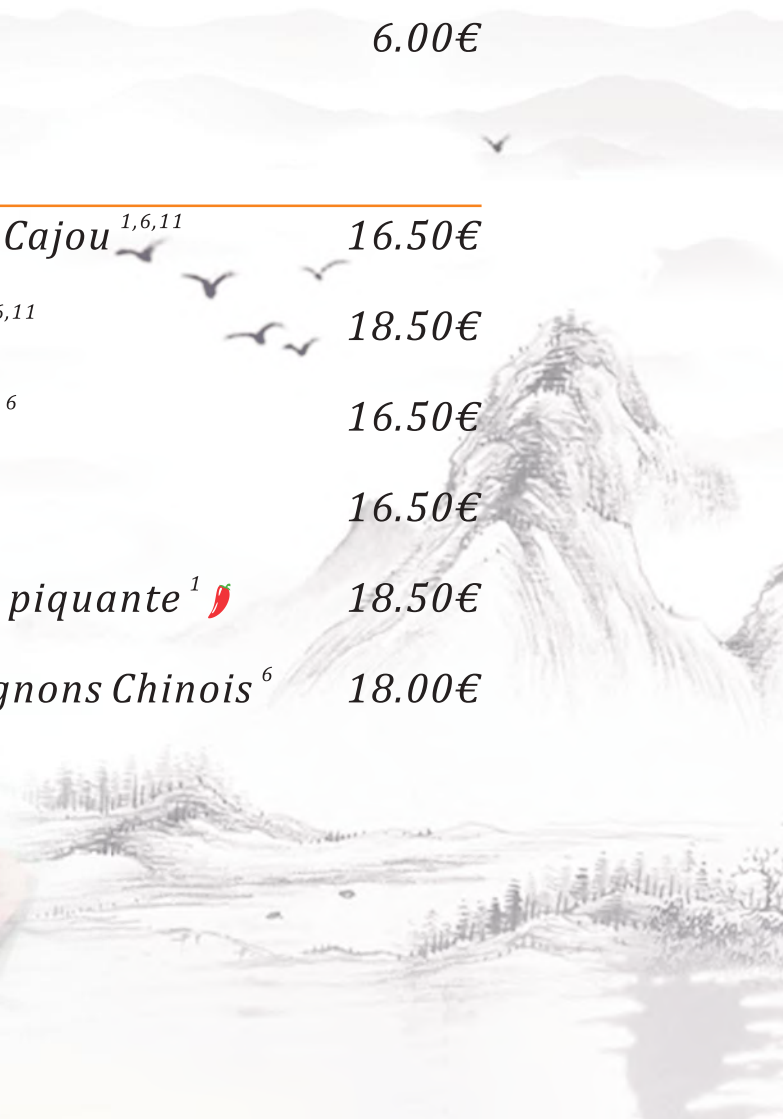 6.00€
Cajou 1,6,11 16.50€
,11 18.50€
6 16.50€
16.50€
piquante 1 🌶 18.50€
gnons Chinois 6 18.00€